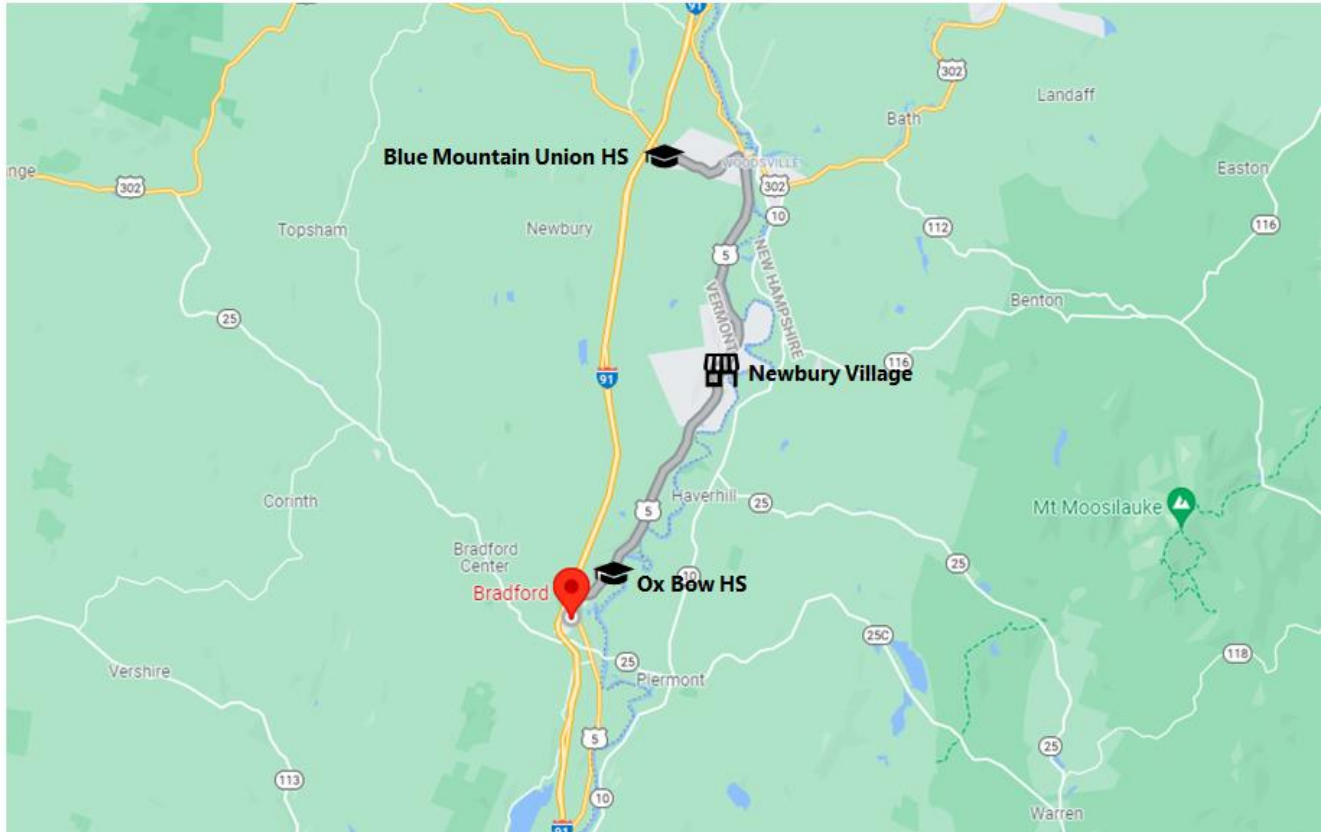 91
302
Landaff
Bath
Blue Mountain Union HS
WOODSVILLE
ange
302
302
Easton
10
116
Topsham
Newbury
112
5
NEW HAMPSHIRE
VERMONT
Benton
25
116
91
Newbury Village
Corinth
Haverhill
25
Mt Moosilauke
5
Bradford
Center
10
Bradford
Ox Bow HS
25C
118
25
Vershire
Piermont
5
25
113
10
Warren
91